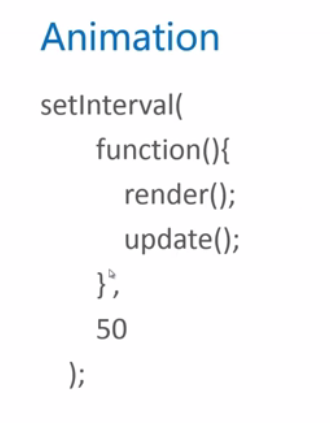 Animation
setInterval(
function(){
render();
update();
},
50
);